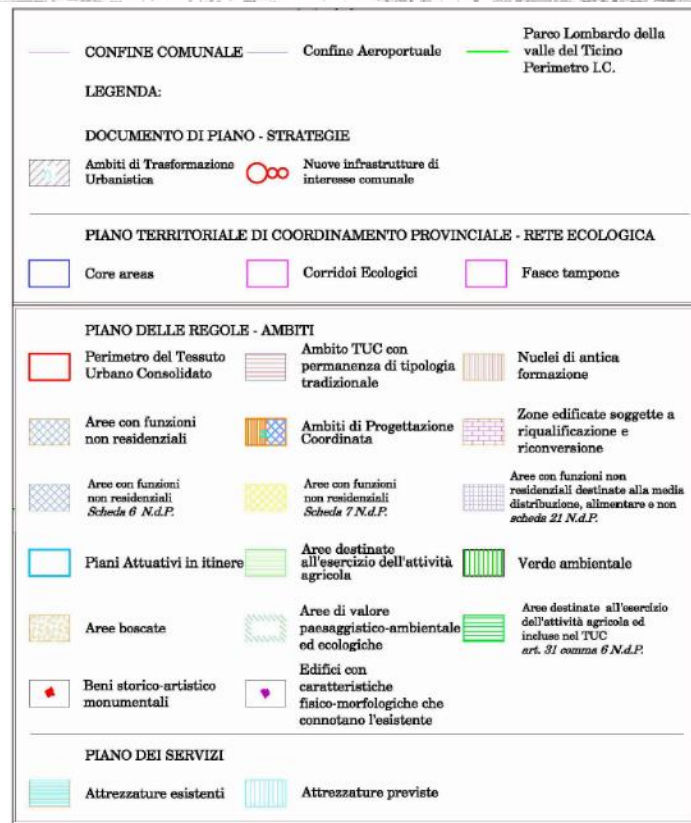 CONFINE COMUNALE
Confine Aeroportuale
Parco Lombardo della
valle del Ticino
Perimetro I.C.
LEGENDA:
DOCUMENTO DI PIANO - STRATEGIE
Ambiti di Trasformazione
Urbanistica
Nuove infrastrutture di
interesse comunale
PIANO TERRITORIALE DI COORDINAMENTO PROVINCIALE - RETE ECOLOGICA
Core areas
Corridoi Ecologici
Fasce tampone
PIANO DELLE REGOLE - AMBITI
Perimetro del Tessuto
Urbano Consolidato
Ambito TUC con
permanenza di tipologia
tradizionale
Nuclei di antica
formazione
Aree con funzioni
non residenziali
Ambiti di Progettazione
Coordinata
Zone edificate soggette a
riqualificazione e
riconversione
Aree con funzioni
non residenziali
Scheda 6 N.d.P.
Aree con funzioni
non residenziali
Scheda 7 N.d.P.
Aree con funzioni non
residenziali destinate alla media
distribuzione, alimentare e non
scheda 21 N.d.P.
Piani Attuativi in itinere
Aree destinate
all'esercizio dell'attività
agricola
Verde ambientale
Aree boscate
Aree di valore
paesaggistico-ambientale
ed ecologiche
Aree destinate all'esercizio
dell'attività agricola ed
incluse nel TUC
art. 31 comma 6 N.d.P.
Beni storico-artistico
monumentali
Edifici con
caratteristiche
fisico-morfologiche che
connotano l'esistente
PIANO DEI SERVIZI
Attrezzature esistenti
Attrezzature previste